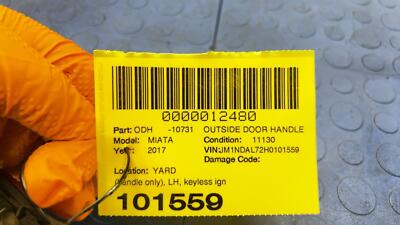 0000012480
Part: ODH -10731 OUTSIDE DOOR HANDLE
Model: MIATA Condition: 11130
Year: 2017 VIN:JM1NDAL72H0101559
Damage Code:
Location: YARD
(handle only), LH, keyless ign
101559